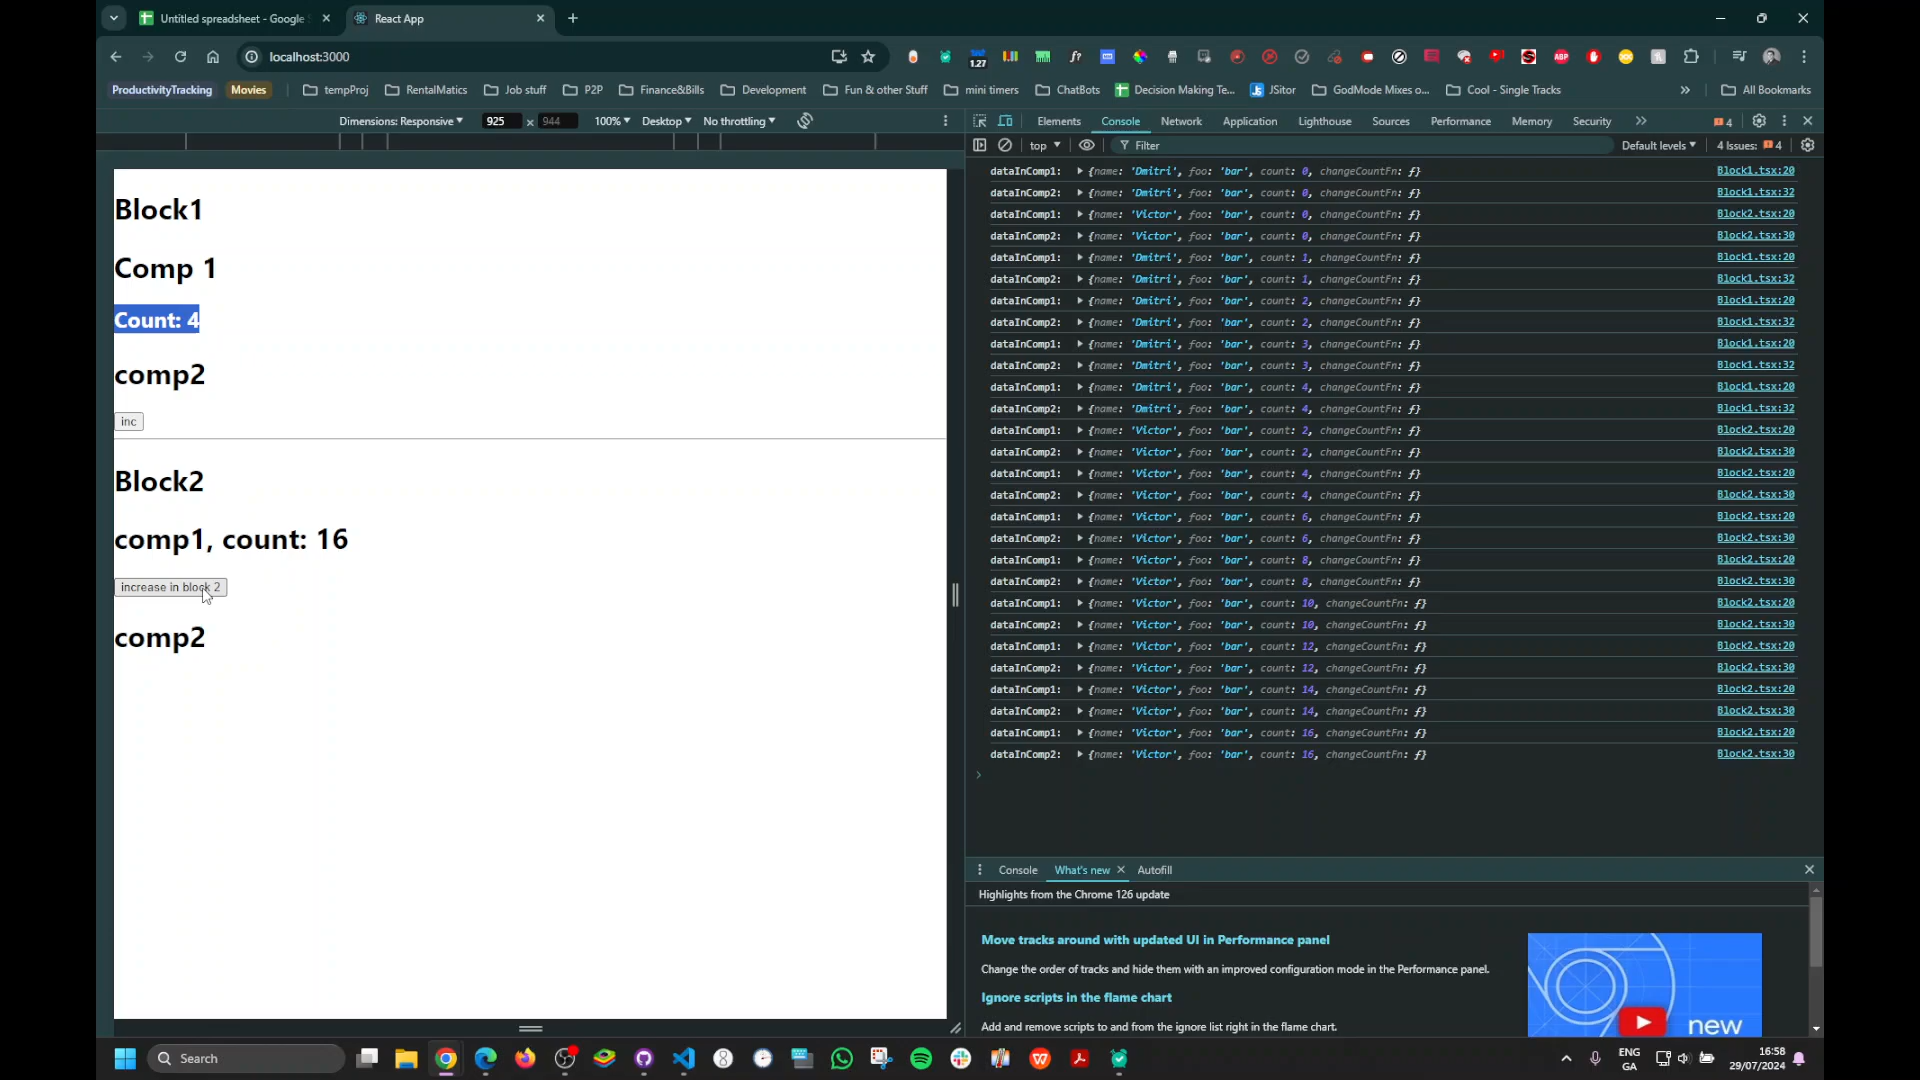 Untitled spreadsheet - Google
React App
localhost:3000
1.27
f?
ABP
ProductivityTracking
Movies
tempProj
RentalMatics
Job stuff
P2P
Finance&Bills
Development
Fun & other Stuff
mini timers
ChatBots
Decision Making Te...
JSitor
GodMode Mixes o...
Cool - Single Tracks
All Bookmarks
Dimensions: Responsive
925 x 944
100%
Desktop
No throttling
Elements
Console
Network
Application
Lighthouse
Sources
Performance
Memory
Security
4
top
Filter
Default levels
4 Issues: 4
Block1
Comp 1
Count: 4
comp2
inc
Block2
comp1, count: 16
increase in block 2
comp2
dataInComp1: {name: 'Dmitri', foo: 'bar', count: 0, changeCountFn: ƒ} Block1.tsx:20
dataInComp2: {name: 'Dmitri', foo: 'bar', count: 0, changeCountFn: ƒ} Block1.tsx:32
dataInComp1: {name: 'Victor', foo: 'bar', count: 0, changeCountFn: ƒ} Block2.tsx:20
dataInComp2: {name: 'Victor', foo: 'bar', count: 0, changeCountFn: ƒ} Block2.tsx:30
dataInComp1: {name: 'Dmitri', foo: 'bar', count: 1, changeCountFn: ƒ} Block1.tsx:20
dataInComp2: {name: 'Dmitri', foo: 'bar', count: 1, changeCountFn: ƒ} Block1.tsx:32
dataInComp1: {name: 'Dmitri', foo: 'bar', count: 2, changeCountFn: ƒ} Block1.tsx:20
dataInComp2: {name: 'Dmitri', foo: 'bar', count: 2, changeCountFn: ƒ} Block1.tsx:32
dataInComp1: {name: 'Dmitri', foo: 'bar', count: 3, changeCountFn: ƒ} Block1.tsx:20
dataInComp2: {name: 'Dmitri', foo: 'bar', count: 3, changeCountFn: ƒ} Block1.tsx:32
dataInComp1: {name: 'Dmitri', foo: 'bar', count: 4, changeCountFn: ƒ} Block1.tsx:20
dataInComp2: {name: 'Dmitri', foo: 'bar', count: 4, changeCountFn: ƒ} Block1.tsx:32
dataInComp1: {name: 'Victor', foo: 'bar', count: 2, changeCountFn: ƒ} Block2.tsx:20
dataInComp2: {name: 'Victor', foo: 'bar', count: 2, changeCountFn: ƒ} Block2.tsx:30
dataInComp1: {name: 'Victor', foo: 'bar', count: 4, changeCountFn: ƒ} Block2.tsx:20
dataInComp2: {name: 'Victor', foo: 'bar', count: 4, changeCountFn: ƒ} Block2.tsx:30
dataInComp1: {name: 'Victor', foo: 'bar', count: 6, changeCountFn: ƒ} Block2.tsx:20
dataInComp2: {name: 'Victor', foo: 'bar', count: 6, changeCountFn: ƒ} Block2.tsx:30
dataInComp1: {name: 'Victor', foo: 'bar', count: 8, changeCountFn: ƒ} Block2.tsx:20
dataInComp2: {name: 'Victor', foo: 'bar', count: 8, changeCountFn: ƒ} Block2.tsx:30
dataInComp1: {name: 'Victor', foo: 'bar', count: 10, changeCountFn: ƒ} Block2.tsx:20
dataInComp2: {name: 'Victor', foo: 'bar', count: 10, changeCountFn: ƒ} Block2.tsx:30
dataInComp1: {name: 'Victor', foo: 'bar', count: 12, changeCountFn: ƒ} Block2.tsx:20
dataInComp2: {name: 'Victor', foo: 'bar', count: 12, changeCountFn: ƒ} Block2.tsx:30
dataInComp1: {name: 'Victor', foo: 'bar', count: 14, changeCountFn: ƒ} Block2.tsx:20
dataInComp2: {name: 'Victor', foo: 'bar', count: 14, changeCountFn: ƒ} Block2.tsx:30
dataInComp1: {name: 'Victor', foo: 'bar', count: 16, changeCountFn: ƒ} Block2.tsx:20
dataInComp2: {name: 'Victor', foo: 'bar', count: 16, changeCountFn: ƒ} Block2.tsx:30
Console
What's new
Autofill
Highlights from the Chrome 126 update
Move tracks around with updated UI in Performance panel
Change the order of tracks and hide them with an improved configuration mode in the Performance panel.
Ignore scripts in the flame chart
Add and remove scripts to and from the ignore list right in the flame chart.
new
Search
ENG
GA
16:58
29/07/2024